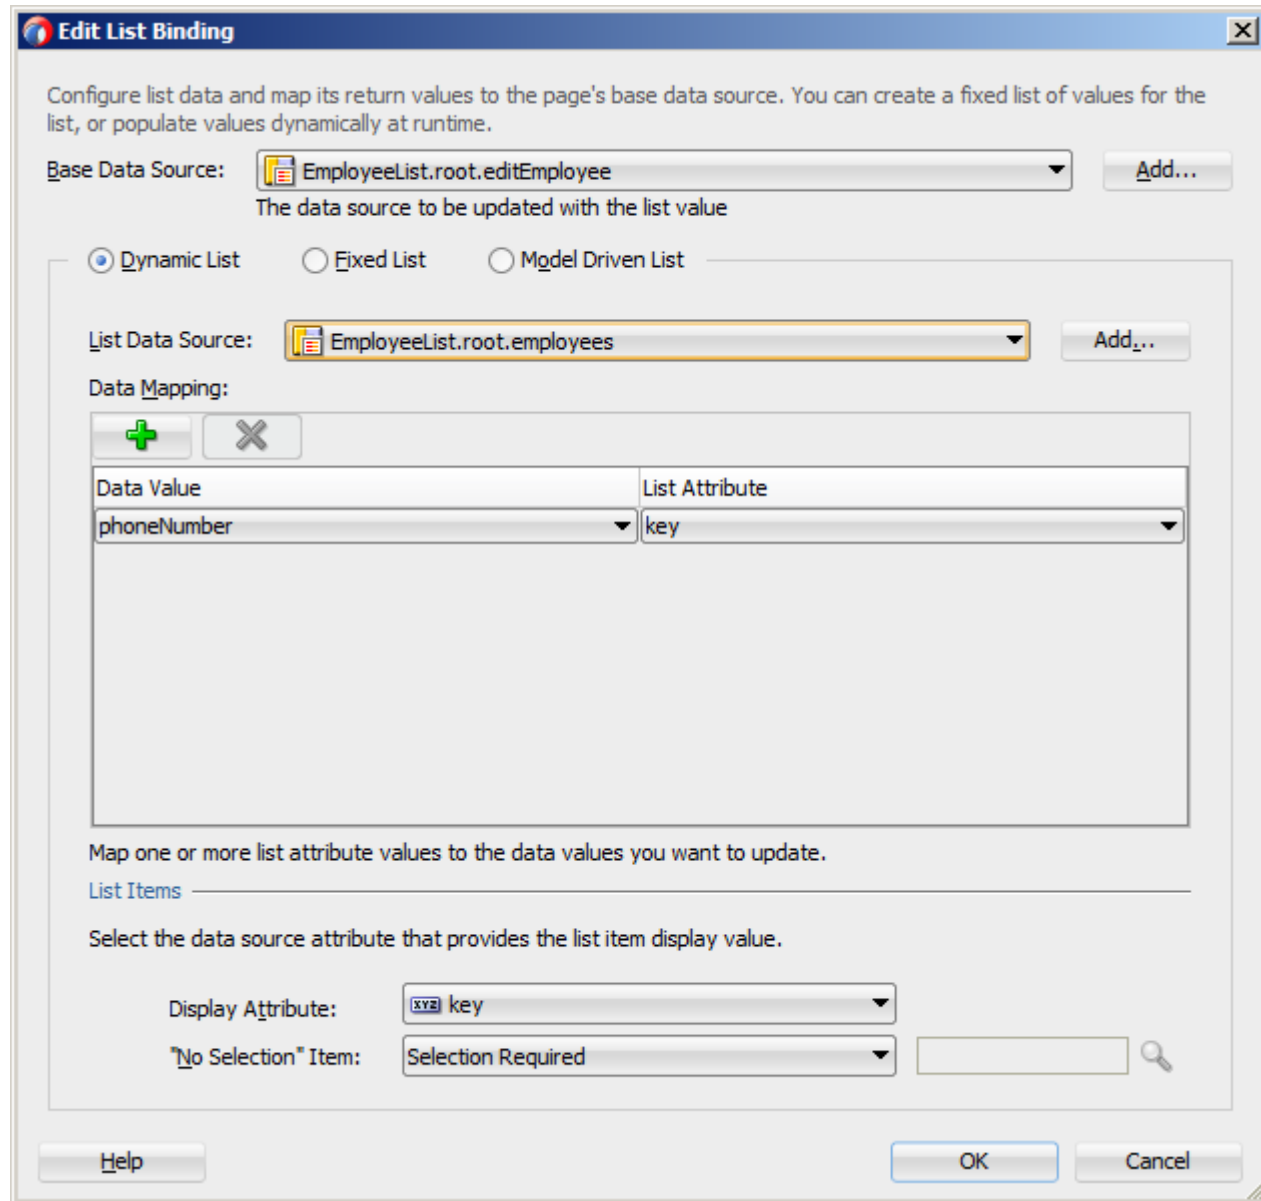 Edit List Binding
Configure list data and map its return values to the page's base data source. You can create a fixed list of values for the
list, or populate values dynamically at runtime.
Base Data Source: EmployeeList.root.editEmployee Add...
The data source to be updated with the list value
Dynamic List Fixed List Model Driven List
List Data Source: EmployeeList.root.employees Add...
Data Mapping:
Data Value List Attribute
phoneNumber key
Map one or more list attribute values to the data values you want to update.
List Items
Select the data source attribute that provides the list item display value.
Display Attribute: XYZ key
"No Selection" Item: Selection Required
Help OK Cancel